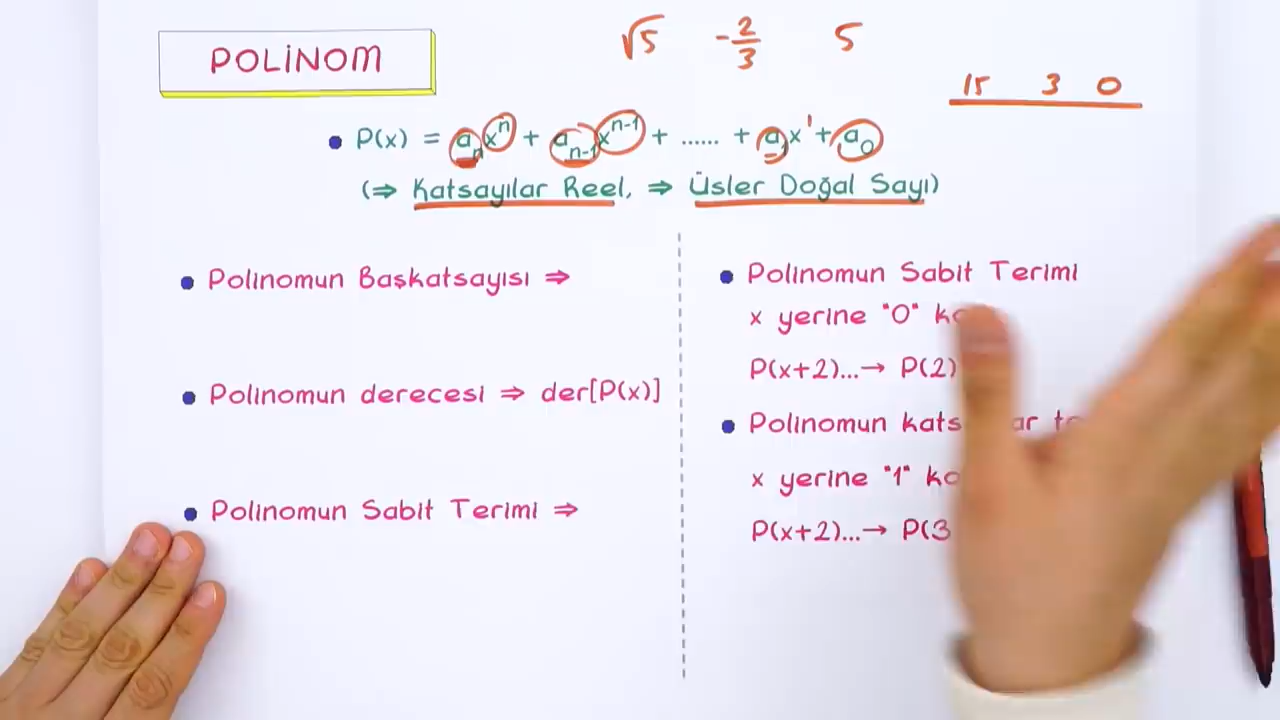 POLİNOM
√5 -2/3 5
15 3 0
P(x) = aₙxⁿ + aₙ₋₁xⁿ⁻¹ + ...... + a₁x¹ + a₀
(⇒ Katsayılar Reel, ⇒ Üsler Doğal Sayı)
Polinomun Başkatsayısı ⇒
Polinomun derecesi ⇒ der[P(x)]
Polinomun Sabit Terimi ⇒
Polinomun Sabit Terimi
x yerine "0"
P(x+2)...→ P(2)
Polinomun
x yerine "1"
P(x+2)...→ P(3